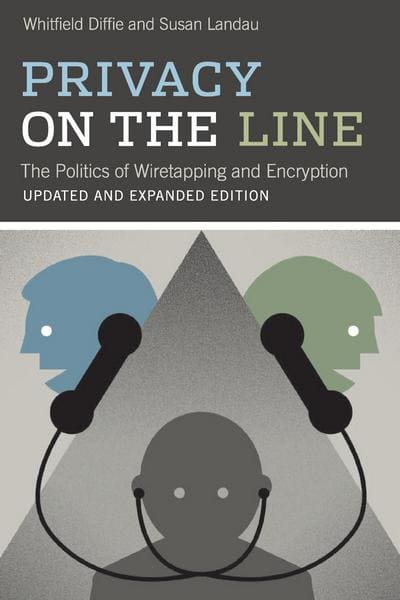 Whitfield Diffie and Susan Landau
PRIVACY
ON THE LINE
The Politics of Wiretapping and Encryption
UPDATED AND EXPANDED EDITION